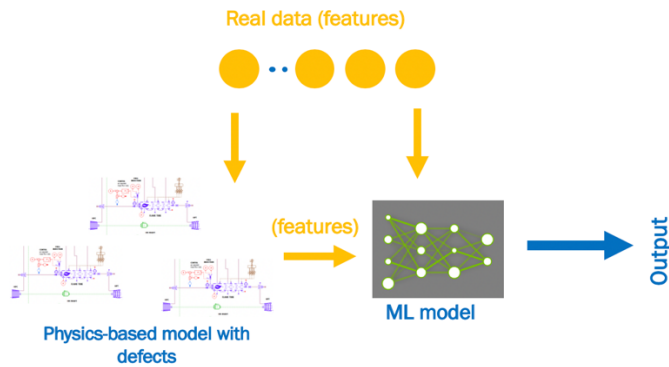 Real data (features)
(features)
Physics-based model with
defects
ML model
Output